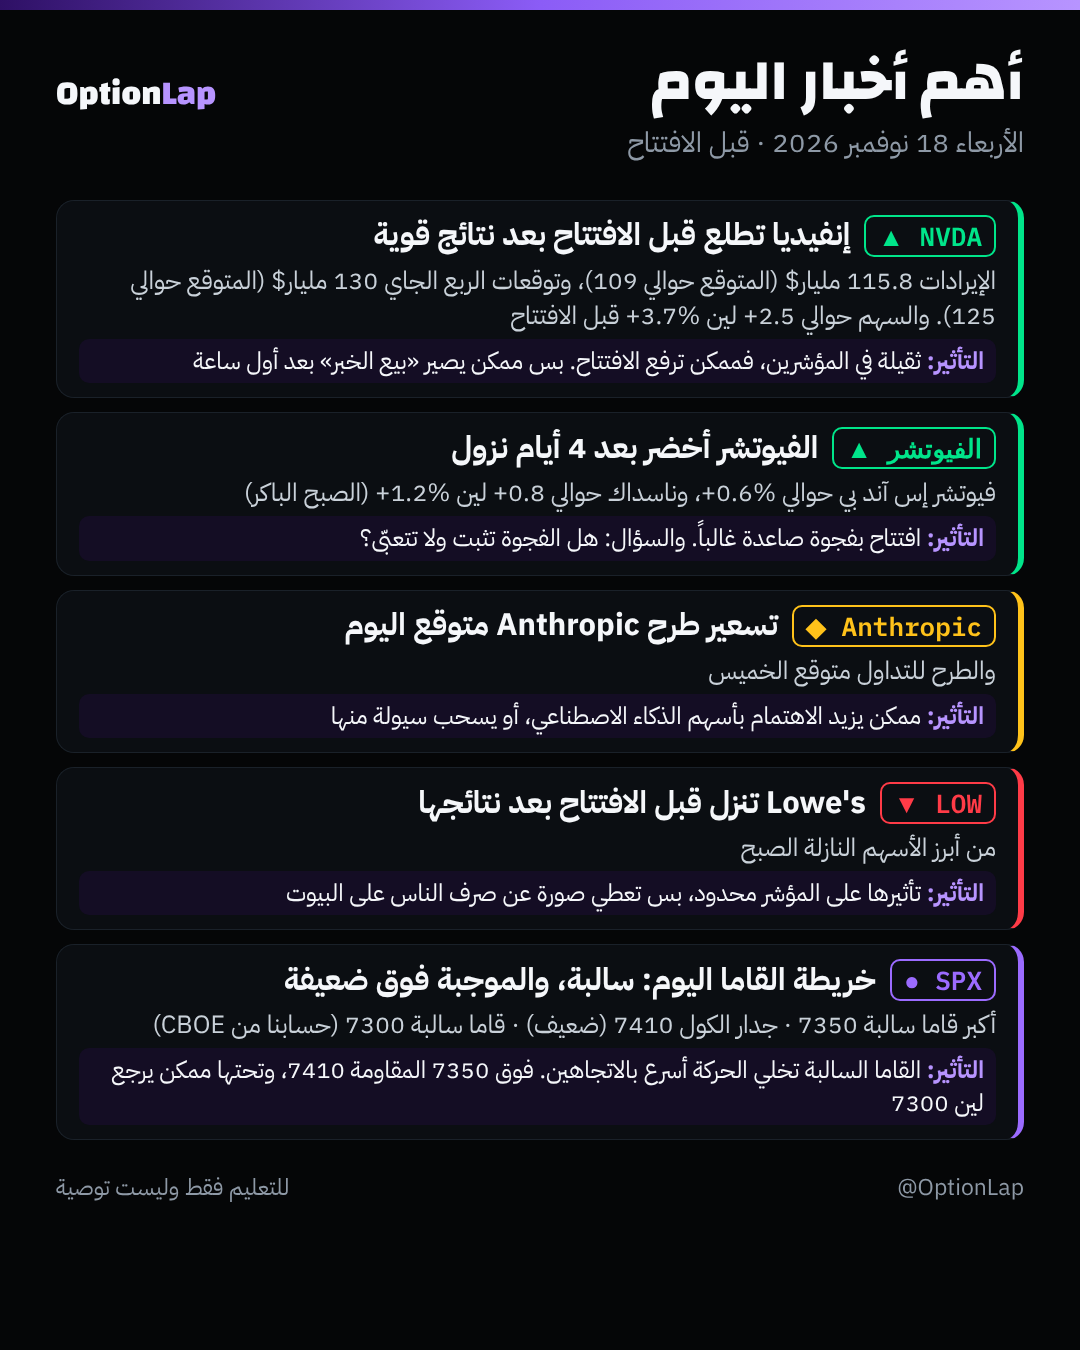 أهم أخبار اليوم
OptionLap
الأربعاء 18 نوفمبر 2026 · قبل الافتتاح
NVDA ▲ إنفيديا تطلع قبل الافتتاح بعد نتائج قوية
الإيرادات 115.8 مليار$ (المتوقع حوالي 109)، وتوقعات الربع الجاي 130 مليار$ (المتوقع حوالي
125). والسهم حوالي 2.5+ لين 3.7%+ قبل الافتتاح
التأثير: ثقيلة في المؤشرين، فممكن ترفع الافتتاح. بس ممكن يصير «بيع الخبر» بعد أول ساعة
الفيوتشر ▲ الفيوتشر أخضر بعد 4 أيام نزول
فيوتشر إس آند بي حوالي 0.6%+، وناسداك حوالي 0.8+ لين 1.2%+ (الصبح الباكر)
التأثير: افتتاح بفجوة صاعدة غالباً. والسؤال: هل الفجوة تثبت ولا تتعبّى؟
Anthropic ◆ تسعير طرح Anthropic متوقع اليوم
والطرح للتداول متوقع الخميس
التأثير: ممكن يزيد الاهتمام بأسهم الذكاء الاصطناعي، أو يسحب سيولة منها
LOW ▼ Lowe's تنزل قبل الافتتاح بعد نتائجها
من أبرز الأسهم النازلة الصبح
التأثير: تأثيرها على المؤشر محدود، بس تعطي صورة عن صرف الناس على البيوت
SPX ● خريطة القاما اليوم: سالبة، والموجبة فوق ضعيفة
أكبر قاما سالبة 7350 · جدار الكول 7410 (ضعيف) · قاما سالبة 7300 (حسابنا من CBOE)
التأثير: القاما السالبة تخلي الحركة أسرع بالاتجاهين. فوق 7350 المقاومة 7410، وتحتها ممكن يرجع
لين 7300
@OptionLap
للتعليم فقط وليست توصية